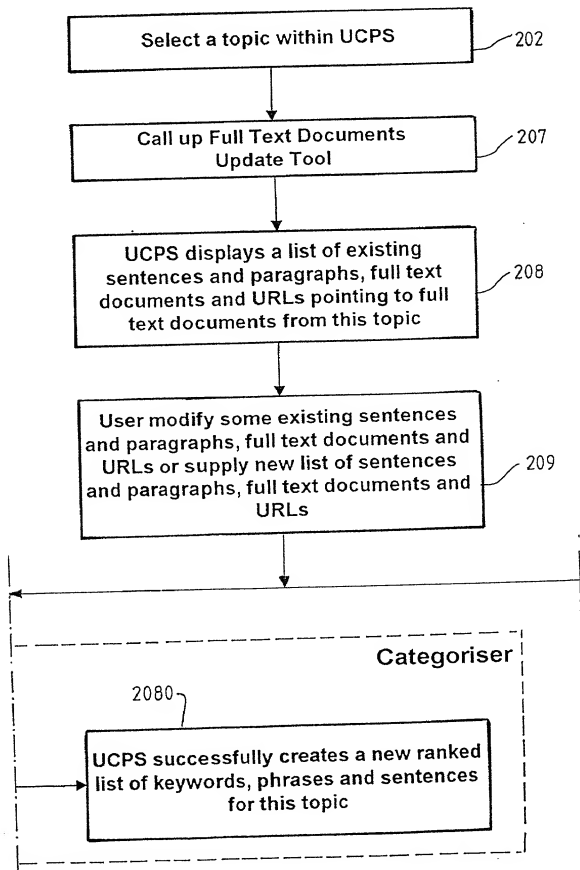 Select a topic within UCPS
202
Call up Full Text Documents
Update Tool
207
UCPS displays a list of existing
sentences and paragraphs, full text
documents and URLs pointing to full
text documents from this topic
208
User modify some existing sentences
and paragraphs, full text documents and
URLs or supply new list of sentences
and paragraphs, full text documents and
URLs
209
Categoriser
2080
UCPS successfully creates a new ranked
list of keywords, phrases and sentences
for this topic